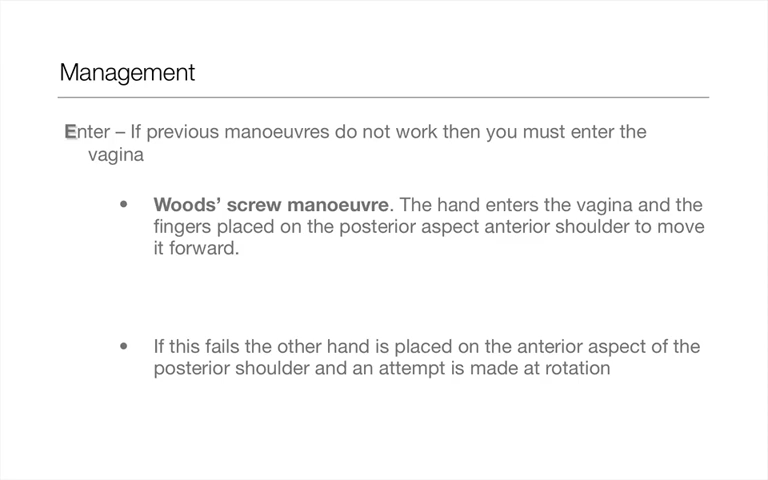 Management
Enter – If previous manoeuvres do not work then you must enter the
vagina
• Woods’ screw manoeuvre. The hand enters the vagina and the
fingers placed on the posterior aspect anterior shoulder to move
it forward.
• If this fails the other hand is placed on the anterior aspect of the
posterior shoulder and an attempt is made at rotation